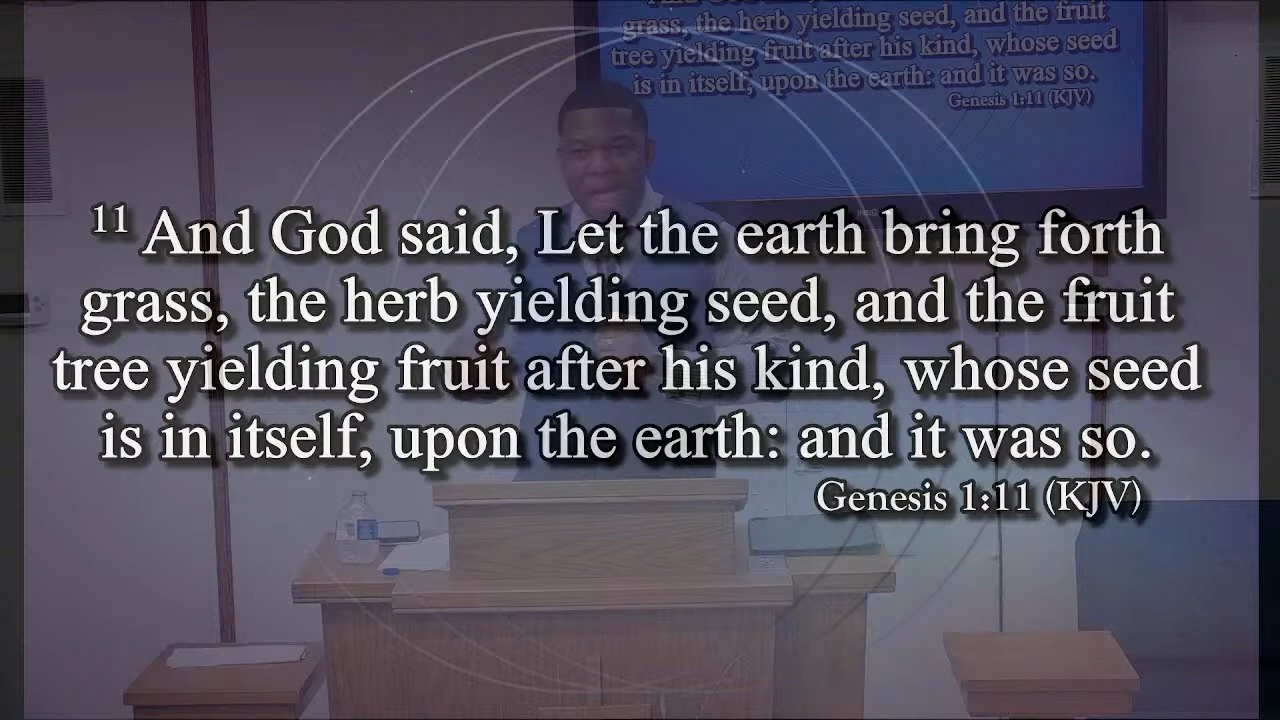 grass, the herb yielding seed, and the fruit
tree yielding fruit after his kind, whose seed
is in itself, upon the earth: and it was so.
Genesis 1:11 (KJV)
11 And God said, Let the earth bring forth
grass, the herb yielding seed, and the fruit
tree yielding fruit after his kind, whose seed
is in itself, upon the earth: and it was so.
Genesis 1:11 (KJV)